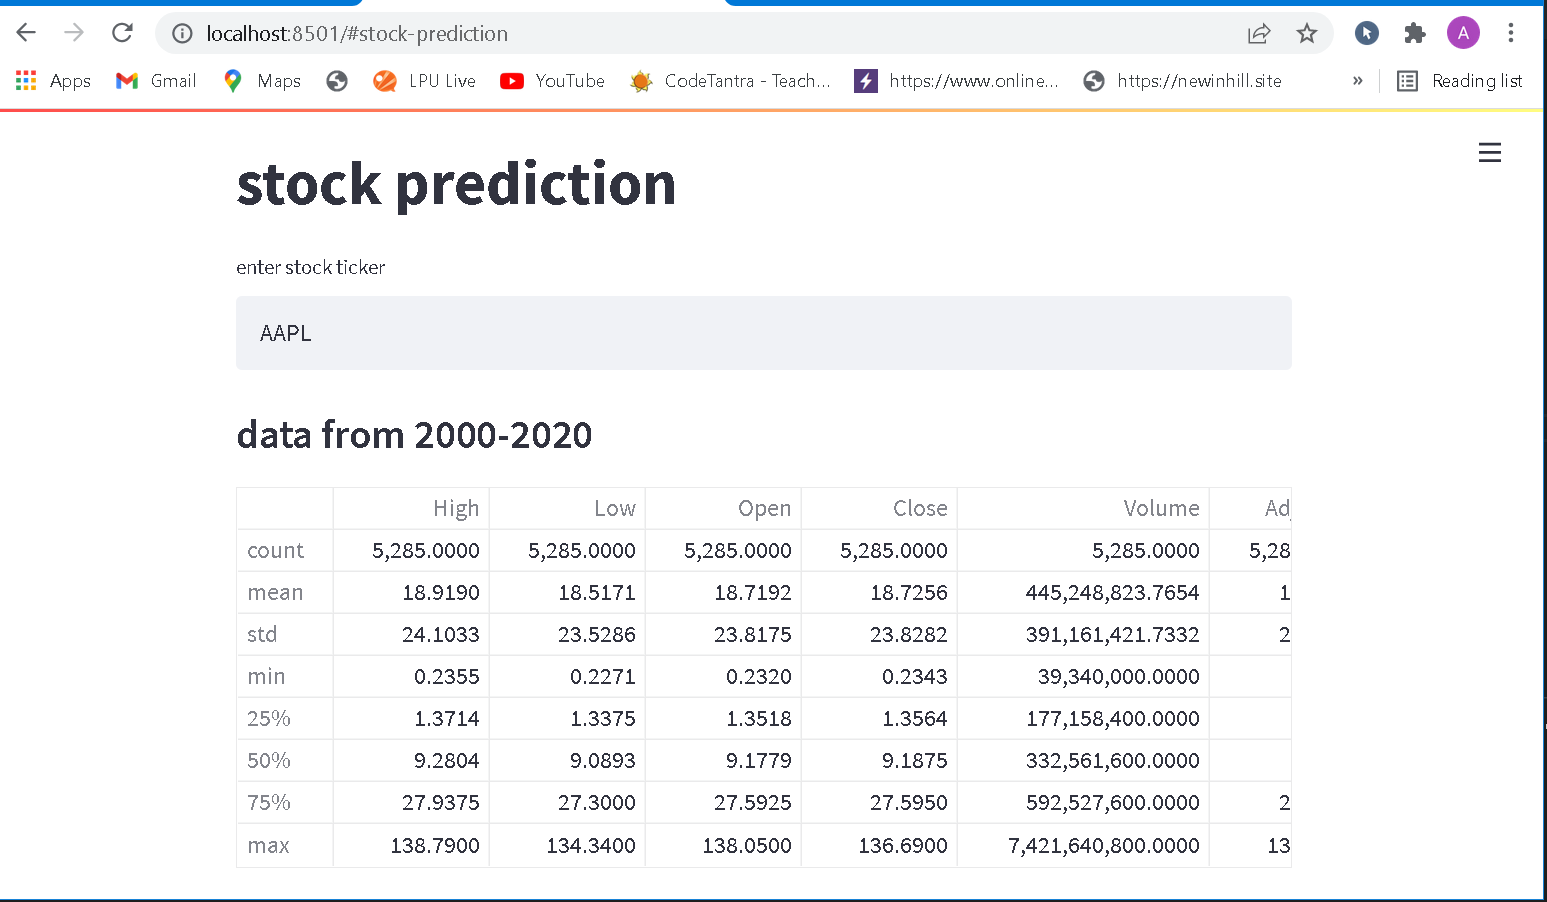 localhost:8501/#stock-prediction
A
Apps Gmail Maps LPU Live YouTube CodeTantra - Teach... https://www.online... https://newinhill.site » Reading list
stock prediction
enter stock ticker
AAPL
data from 2000-2020
High Low Open Close Volume Ad
count 5,285.0000 5,285.0000 5,285.0000 5,285.0000 5,285.0000 5,28
mean 18.9190 18.5171 18.7192 18.7256 445,248,823.7654 1
std 24.1033 23.5286 23.8175 23.8282 391,161,421.7332 2
min 0.2355 0.2271 0.2320 0.2343 39,340,000.0000
25% 1.3714 1.3375 1.3518 1.3564 177,158,400.0000
50% 9.2804 9.0893 9.1779 9.1875 332,561,600.0000
75% 27.9375 27.3000 27.5925 27.5950 592,527,600.0000 2
max 138.7900 134.3400 138.0500 136.6900 7,421,640,800.0000 13